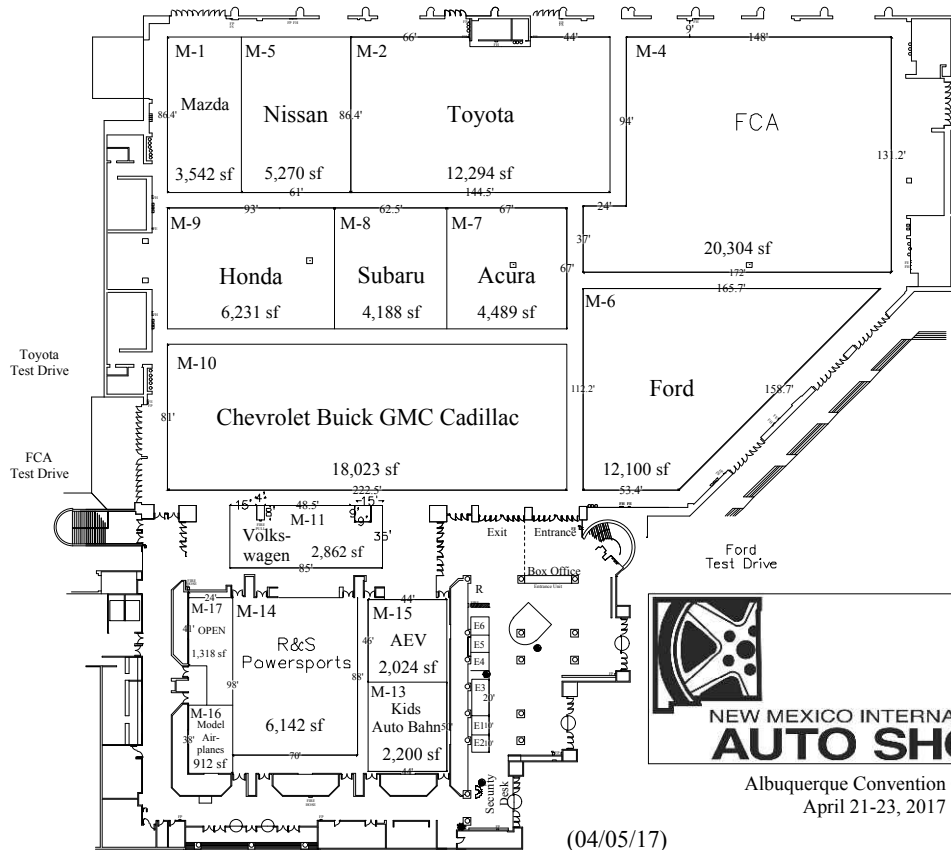 66'
44'
9'
148'
M-1
M-5
M-2
M-4
Mazda
Nissan
Toyota
FCA
86.4'
86.4'
94'
131.2'
3,542 sf
5,270 sf
12,294 sf
61'
144.5'
24'
93'
62.5'
67'
M-9
M-8
M-7
37'
20,304 sf
67'
172'
Honda
Subaru
Acura
165.7'
6,231 sf
4,188 sf
4,489 sf
M-6
Toyota
Test Drive
M-10
81'
Chevrolet Buick GMC Cadillac
112.2'
Ford
158.7'
FCA
Test Drive
18,023 sf
12,100 sf
222.5'
53.4'
15'
4'
8'
48.5'
15'
9'
9'
M-11
Volks-
wagen
2,862 sf
35'
85'
Exit
Entrance
Box Office
Ford
Test Drive
24'
44'
R
M-17
M-14
M-15
41'
OPEN
R&S
Powersports
46'
AEV
E6
E5
1,318 sf
2,024 sf
E4
98'
88'
M-13
Kids
Auto Bahn
50'
E3
20'
M-16
Model
Air-
planes
38'
912 sf
6,142 sf
2,200 sf
E1
10'
E2
10'
70'
44'
Security
Desk
NEW MEXICO INTERNA
AUTO SHO
Albuquerque Convention
April 21-23, 2017
(04/05/17)